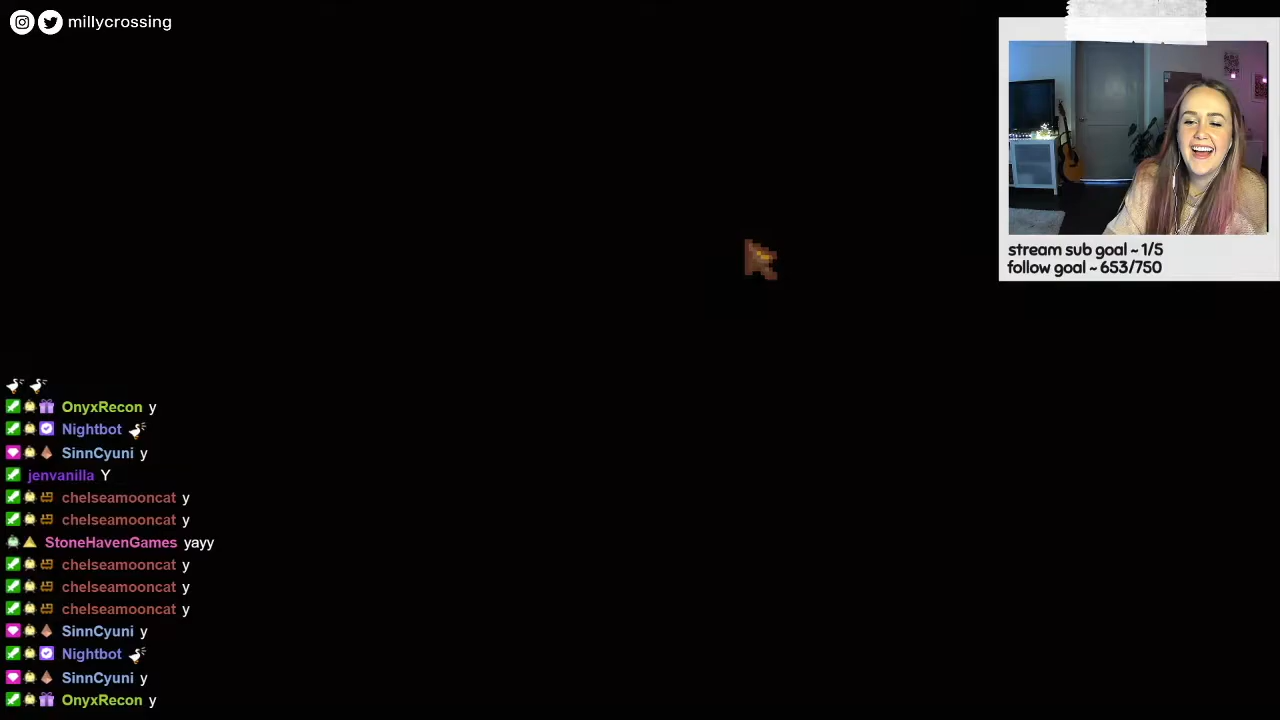 millycrossing
stream sub goal ~ 1/5
follow goal ~ 653/750
OnyxRecon y
Nightbot
SinnCyuni y
jenvanilla Y
chelseamooncat y
chelseamooncat y
StoneHavenGames yayy
chelseamooncat y
chelseamooncat y
chelseamooncat y
SinnCyuni y
Nightbot
SinnCyuni y
OnyxRecon y